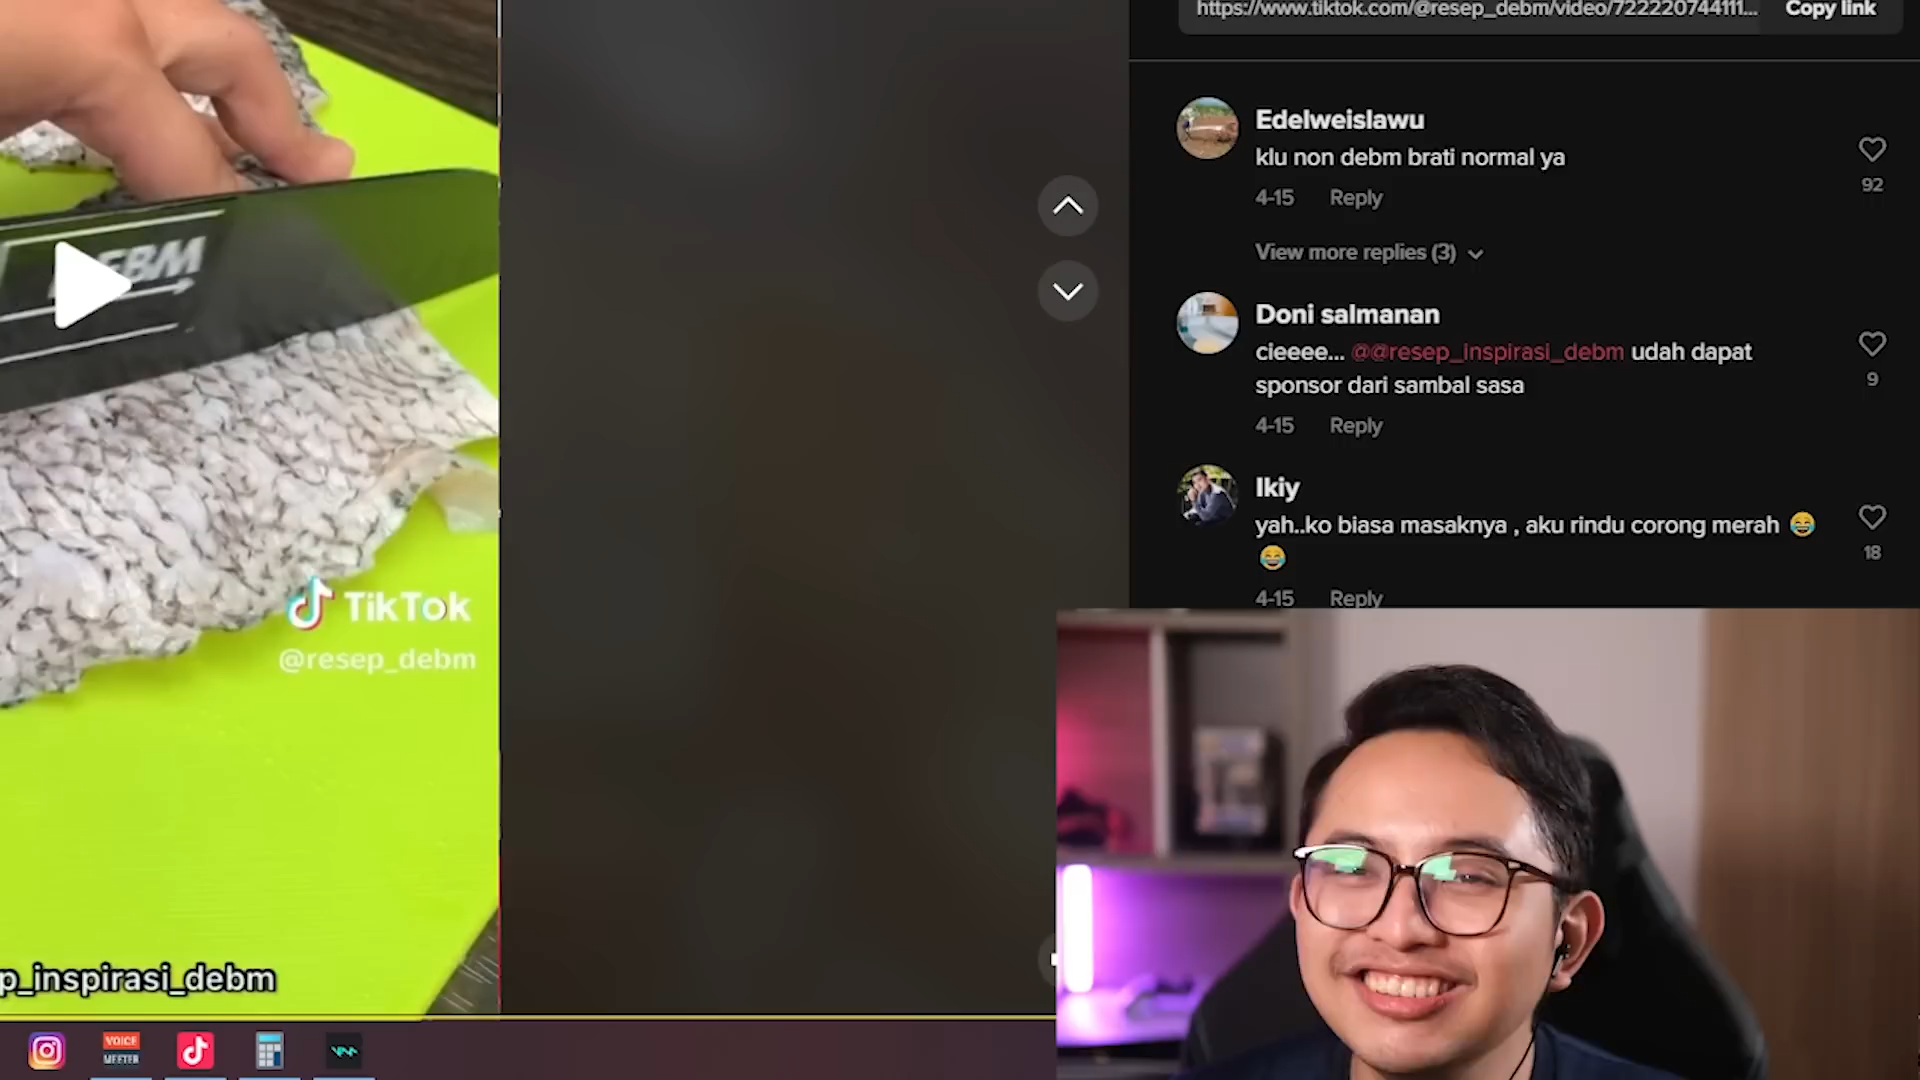 https://www.tiktok.com/@resep_debm/video/722220744111...
Copy link
Edelweislawu
klu non debm brati normal ya
4-15 Reply
92
View more replies (3)
Doni salmanan
cieeee... @@resep_inspirasi_debm udah dapat
sponsor dari sambal sasa
4-15 Reply
9
Ikiy
yah..ko biasa masaknya , aku rindu corong merah 😂
😂
4-15 Reply
18
TikTok
@resep_debm
p_inspirasi_debm
VOICE
MEETER